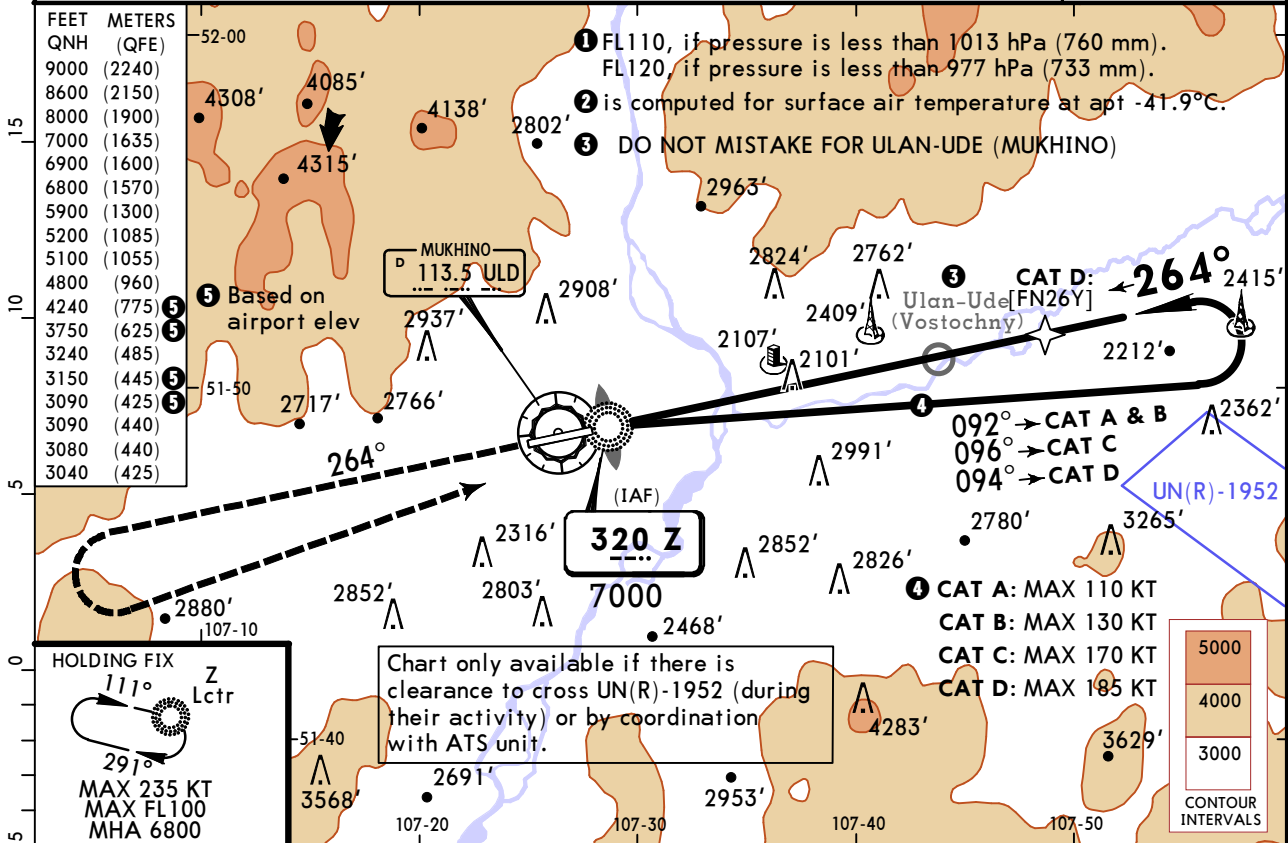 FEET METERS
QNH (QFE)
9000 (2240)
8600 (2150)
8000 (1900)
7000 (1635)
6900 (1600)
6800 (1570)
5900 (1300)
5200 (1085)
5100 (1055)
4800 (960)
4240 (775) 5
3750 (625) 5
3240 (485)
3150 (445) 5
3090 (425) 5
3090 (440)
3080 (440)
3040 (425)
5 Based on
airport elev
52-00
1 FL110, if pressure is less than 1013 hPa (760 mm).
FL120, if pressure is less than 977 hPa (733 mm).
2 is computed for surface air temperature at apt -41.9°C.
3 DO NOT MISTAKE FOR ULAN-UDE (MUKHINO)
4308'
4085'
4138'
2802'
4315'
2963'
15
MUKHINO
D 113.5 ULD
2824'
2762'
3
CAT D:
264°
2415'
2908'
Ulan-Ude
[FN26Y]
(Vostochny)
2409'
10
2937'
2107'
2101'
2212'
51-50
2717'
2766'
4
2362'
092° CAT A & B
096° CAT C
094° CAT D
264°
2991'
UN(R)-1952
5
(IAF)
320 Z
7000
2316'
2780'
3265'
2852'
2826'
2852'
2803'
2880'
107-10
2468'
4 CAT A: MAX 110 KT
CAT B: MAX 130 KT
CAT C: MAX 170 KT
CAT D: MAX 185 KT
0
HOLDING FIX
Z
Lctr
111°
291°
MAX 235 KT
MAX FL100
MHA 6800
Chart only available if there is
clearance to cross UN(R)-1952 (during
their activity) or by coordination
with ATS unit.
5000
4000
3000
CONTOUR
INTERVALS
51-40
4283'
3629'
3568'
2691'
2953'
5
107-20
107-30
107-40
107-50